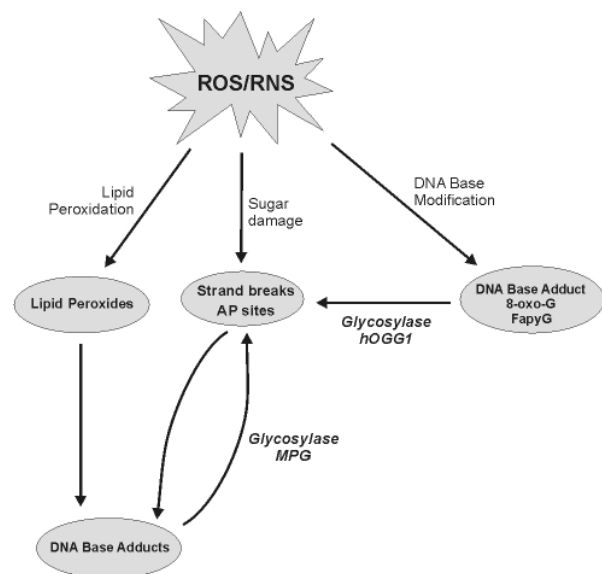 ROS/RNS
Lipid
Peroxidation
Sugar
damage
DNA Base
Modification
Lipid Peroxides
Strand breaks
AP sites
DNA Base Adduct
8-oxo-G
FapyG
Glycosylase
hOGG1
Glycosylase
MPG
DNA Base Adducts